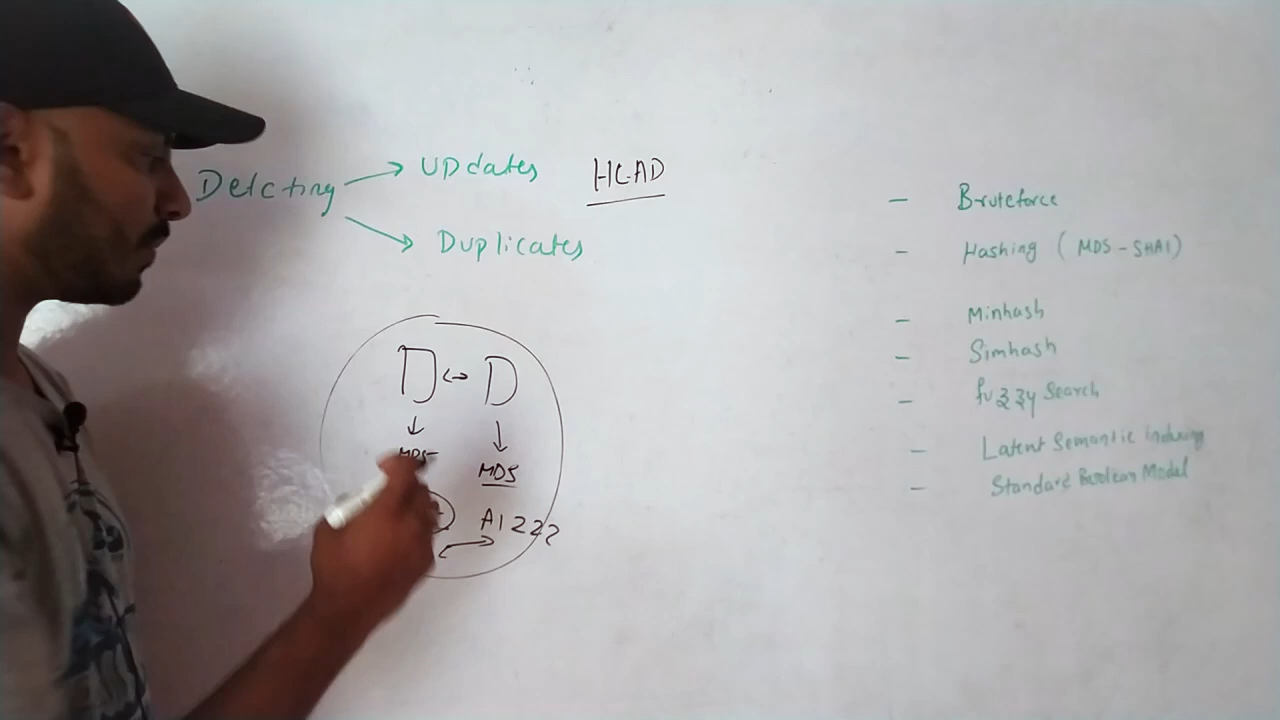 Detcting
UPdates
HEAD
Duplicates
D
D
MD5
MD5
A1222
- Bruteforce
- Hashing (MD5 - SHA1)
- Minhash
- Simhash
- fuzzy Search
- Latent Semantic Indexing
- Standard Boolean Model